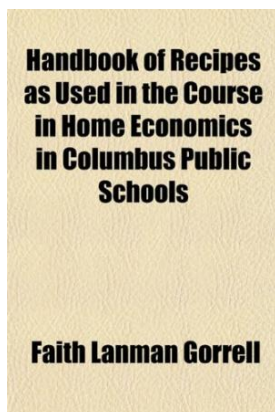 Handbook of Recipes
as Used in the Course
in Home Economics
in Columbus Public
Schools
Faith Lanman Gorrell